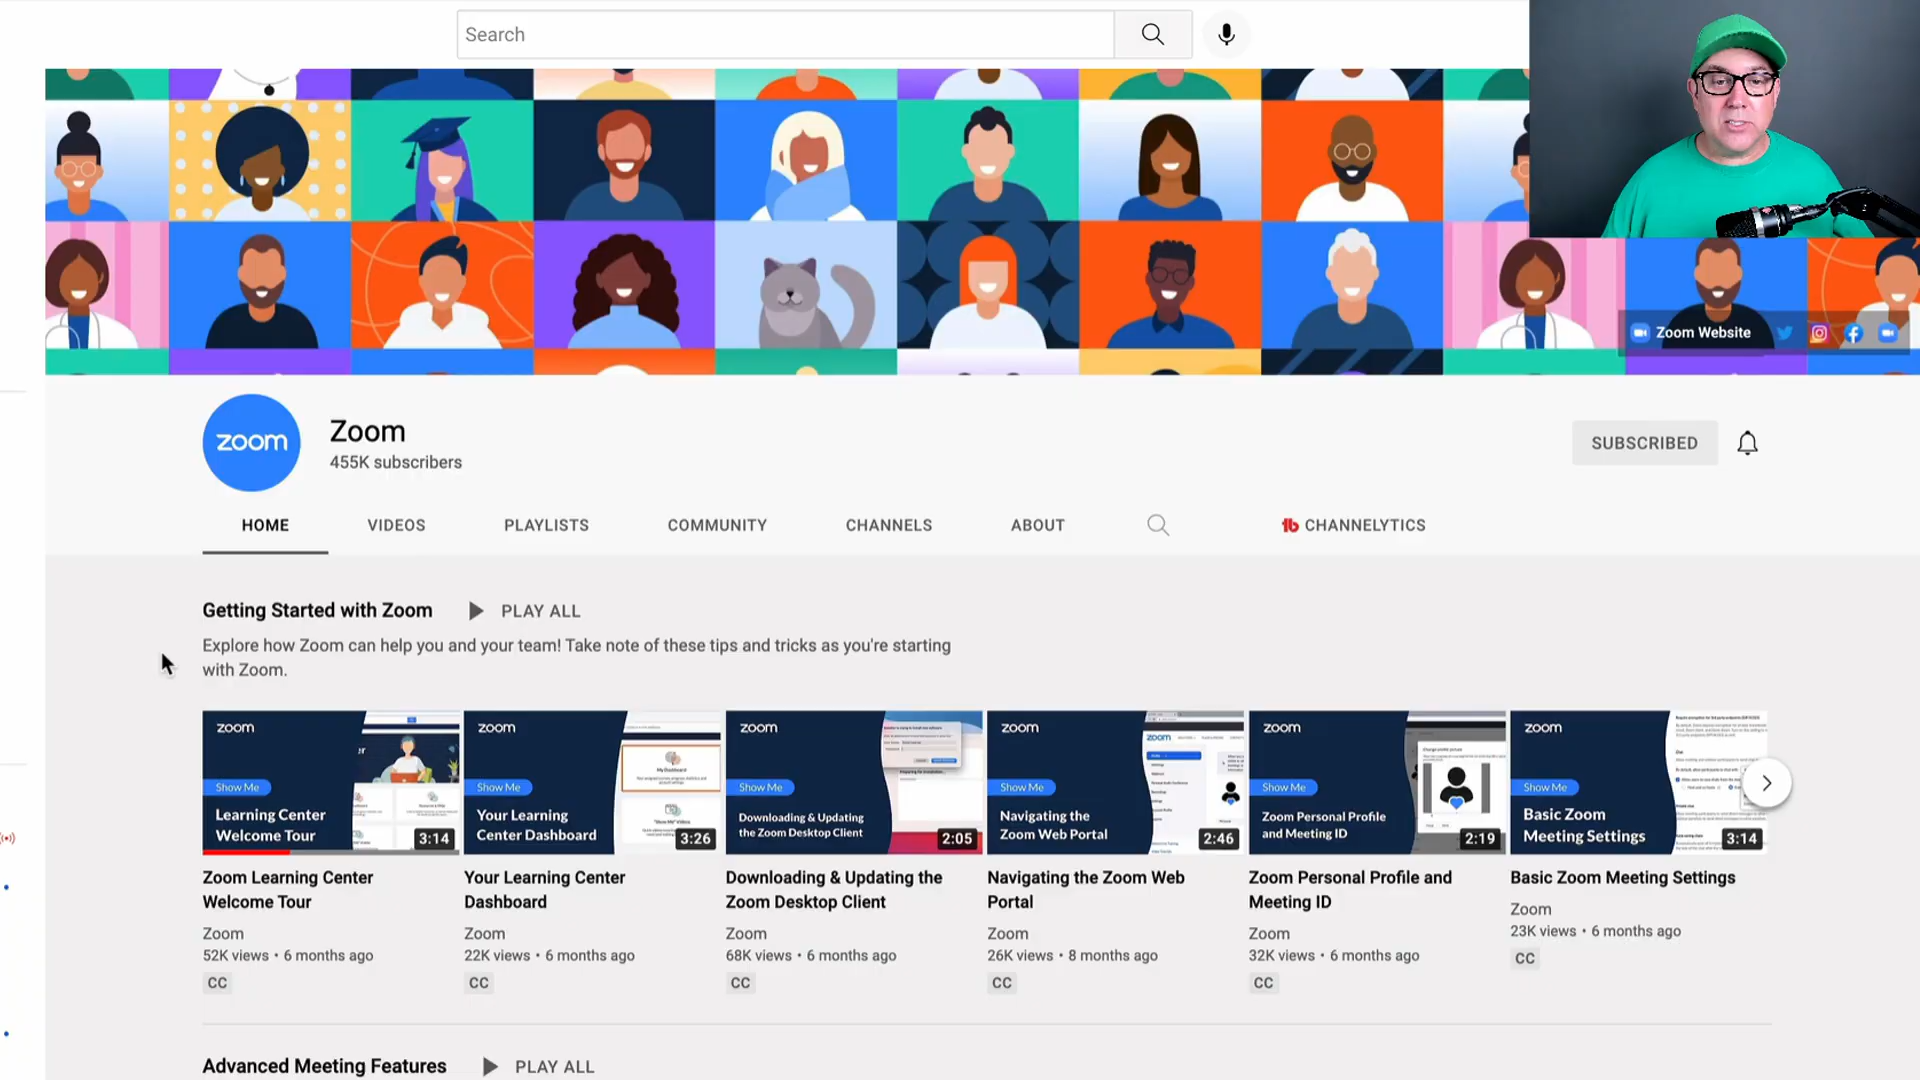 Search
Zoom Website
zoom
Zoom
455K subscribers
SUBSCRIBED
HOME
VIDEOS
PLAYLISTS
COMMUNITY
CHANNELS
ABOUT
CHANNELYTICS
Getting Started with Zoom
PLAY ALL
Explore how Zoom can help you and your team! Take note of these tips and tricks as you're starting
with Zoom.
zoom
Show Me
Learning Center
Welcome Tour
3:14
Zoom Learning Center
Welcome Tour
Zoom
52K views • 6 months ago
CC
zoom
My Dashboard
Show Me
Your Learning
Center Dashboard
3:26
Your Learning Center
Dashboard
Zoom
22K views • 6 months ago
CC
zoom
Show Me
Downloading & Updating
the Zoom Desktop Client
2:05
Downloading & Updating the
Zoom Desktop Client
Zoom
68K views • 6 months ago
CC
zoom
zoom
Show Me
Navigating the
Zoom Web Portal
2:46
Navigating the Zoom Web
Portal
Zoom
26K views • 8 months ago
CC
zoom
Show Me
Zoom Personal Profile
and Meeting ID
2:19
Zoom Personal Profile and
Meeting ID
Zoom
32K views • 6 months ago
CC
zoom
Show Me
Basic Zoom
Meeting Settings
3:14
Basic Zoom Meeting Settings
Zoom
23K views • 6 months ago
CC
Advanced Meeting Features
PLAY ALL